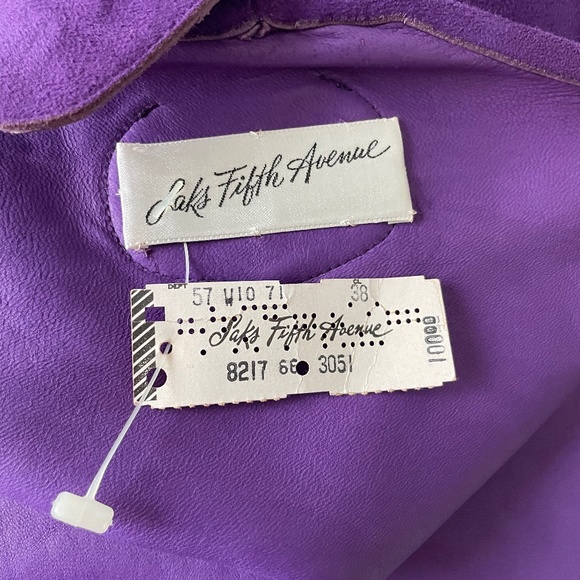 Saks Fifth Avenue
DEPT
57 W10 71
38
Saks Fifth Avenue
8217 66 3051
10000